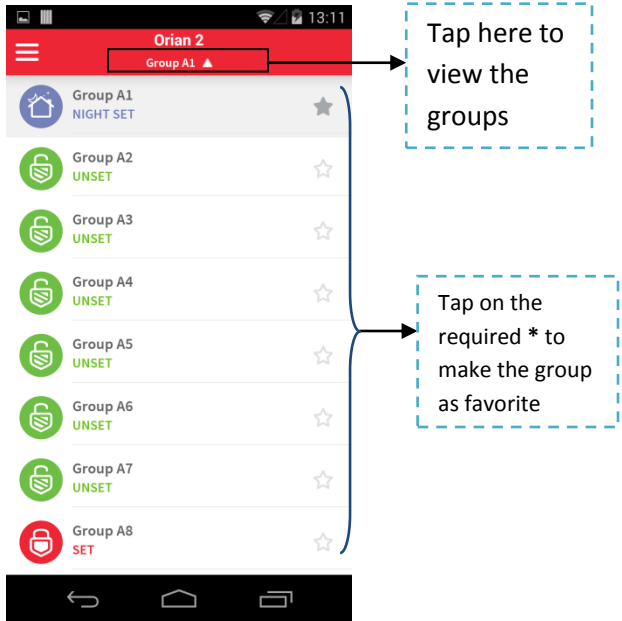 13:11
Orian 2
Group A1 ▲
Group A1
NIGHT SET
Group A2
UNSET
Group A3
UNSET
Group A4
UNSET
Group A5
UNSET
Group A6
UNSET
Group A7
UNSET
Group A8
SET
Tap here to
view the
groups
Tap on the
required * to
make the group
as favorite